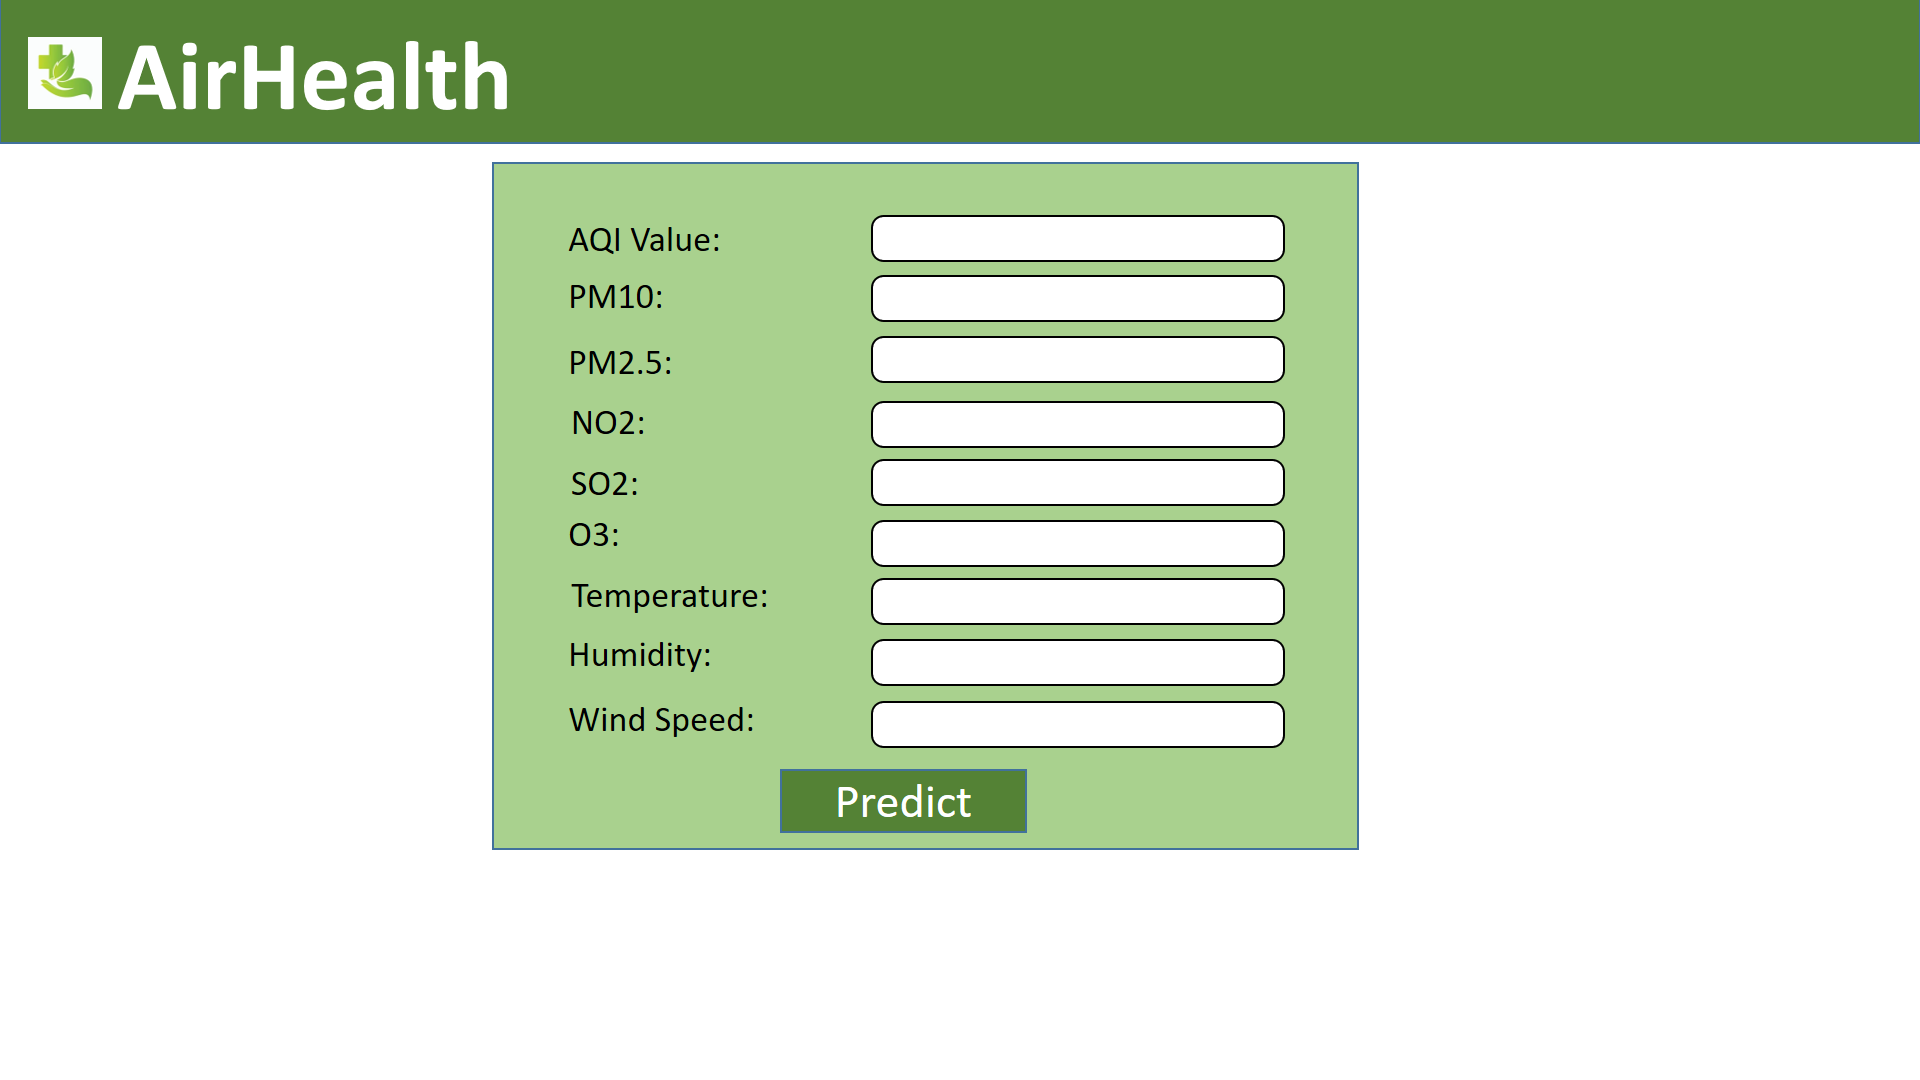 AirHealth
AQI Value:
PM10:
PM2.5:
NO2:
SO2:
O3:
Temperature:
Humidity:
Wind Speed:
Predict